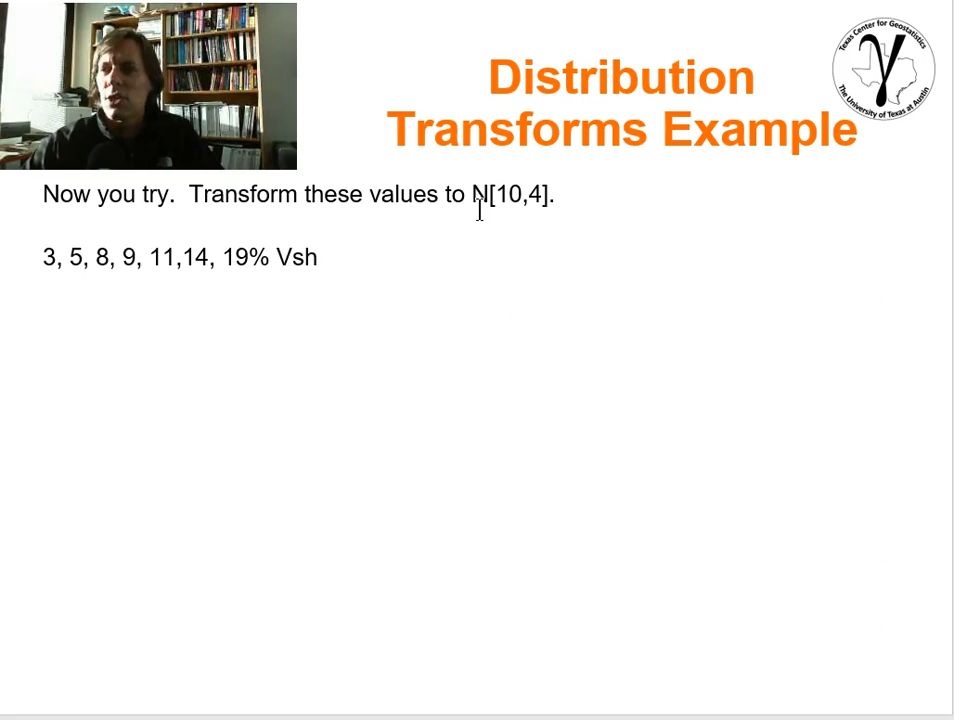 Distribution
Transforms Example
Texas Center for Geostatistics
γ
The University of Texas at Austin
Now you try.  Transform these values to N[10,4].
3, 5, 8, 9, 11,14, 19% Vsh